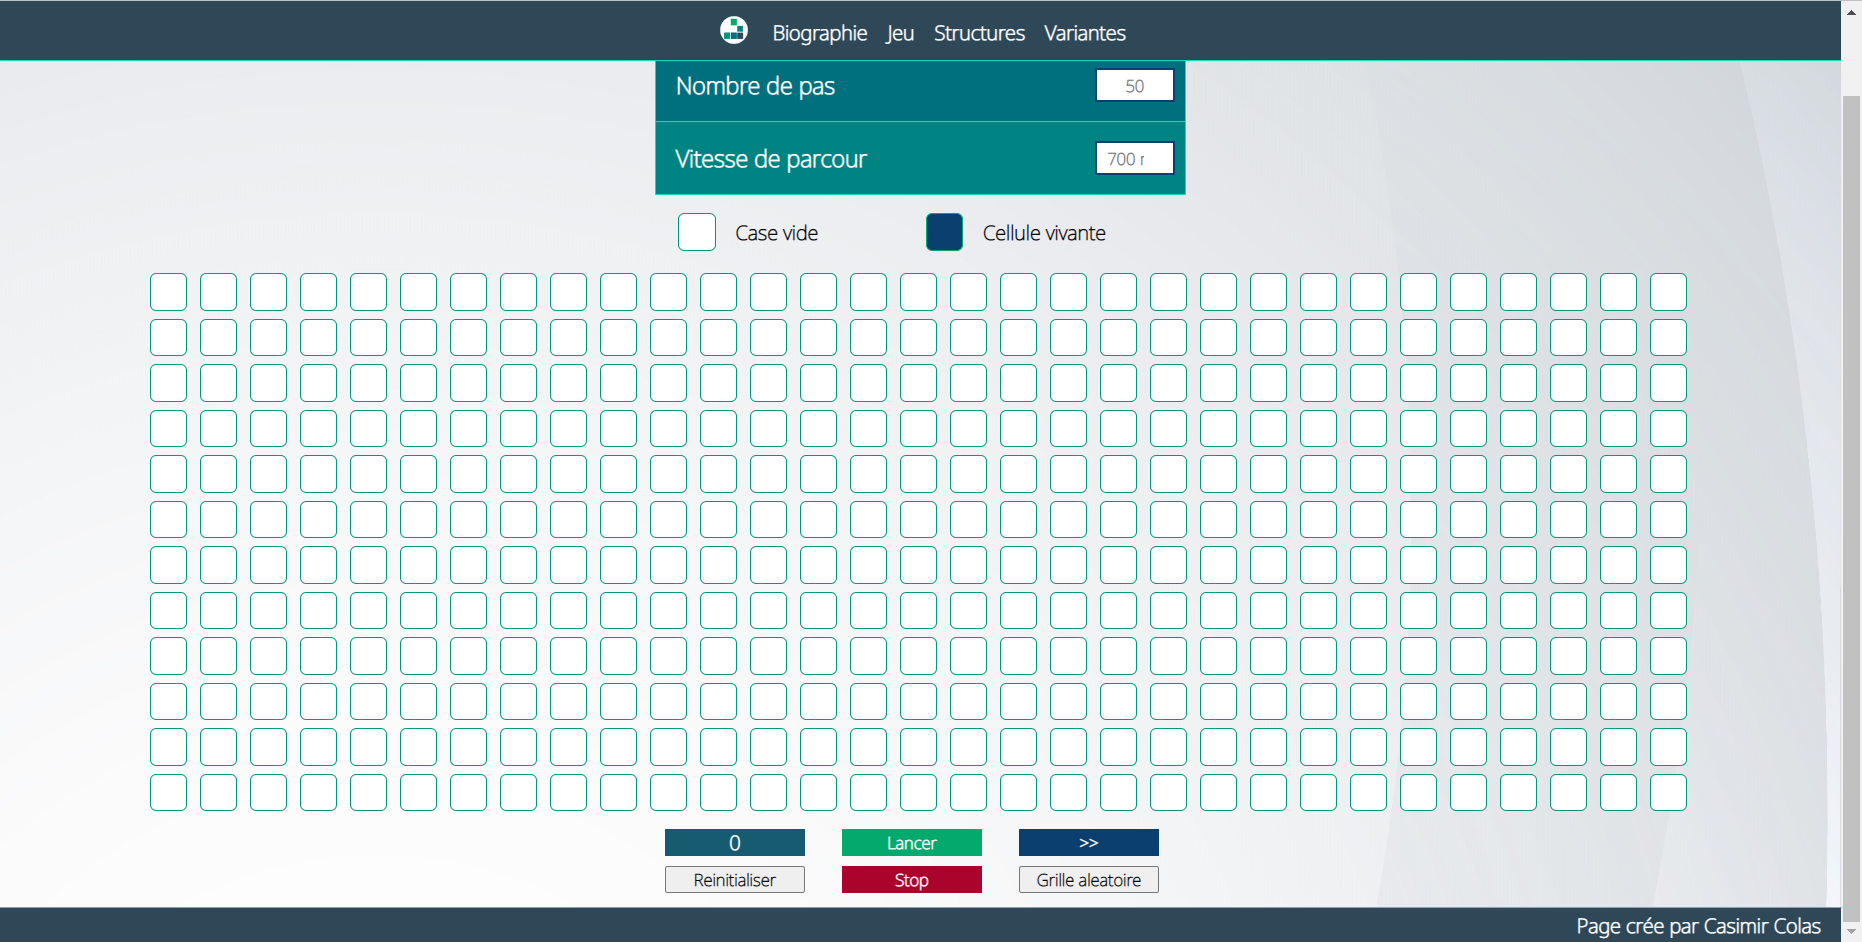 Biographie Jeu Structures Variantes
Nombre de pas 50
Vitesse de parcour 700 r
Case vide Cellule vivante
0 Lancer >>
Reinitialiser Stop Grille aleatoire
Page crée par Casimir Colas